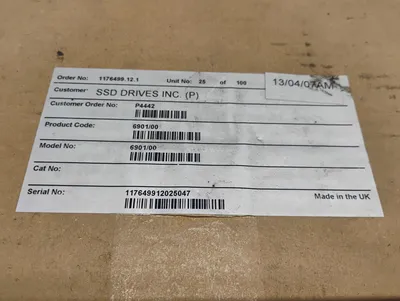 Order No: 1176499.12.1 Unit No: 25 of 100 13/04/07AM
Customer SSD DRIVES INC (P)
Customer Order No: P4442
Product Code: 6901/00
Model No: 6901/00
Cat No:
Serial No: 117649912025047 Made in the UK